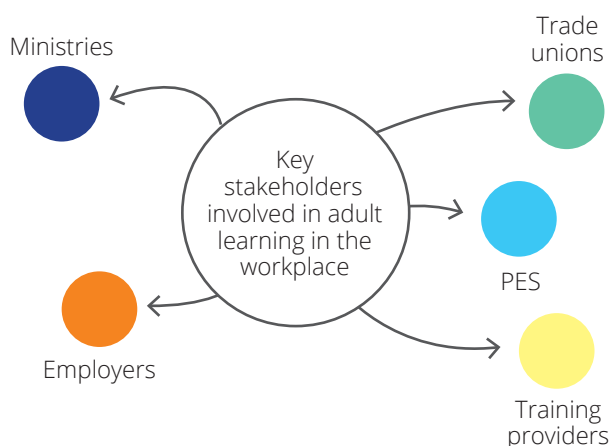 Ministries
Trade
unions
Key
stakeholders
involved in adult
learning in the
workplace
PES
Employers
Training
providers